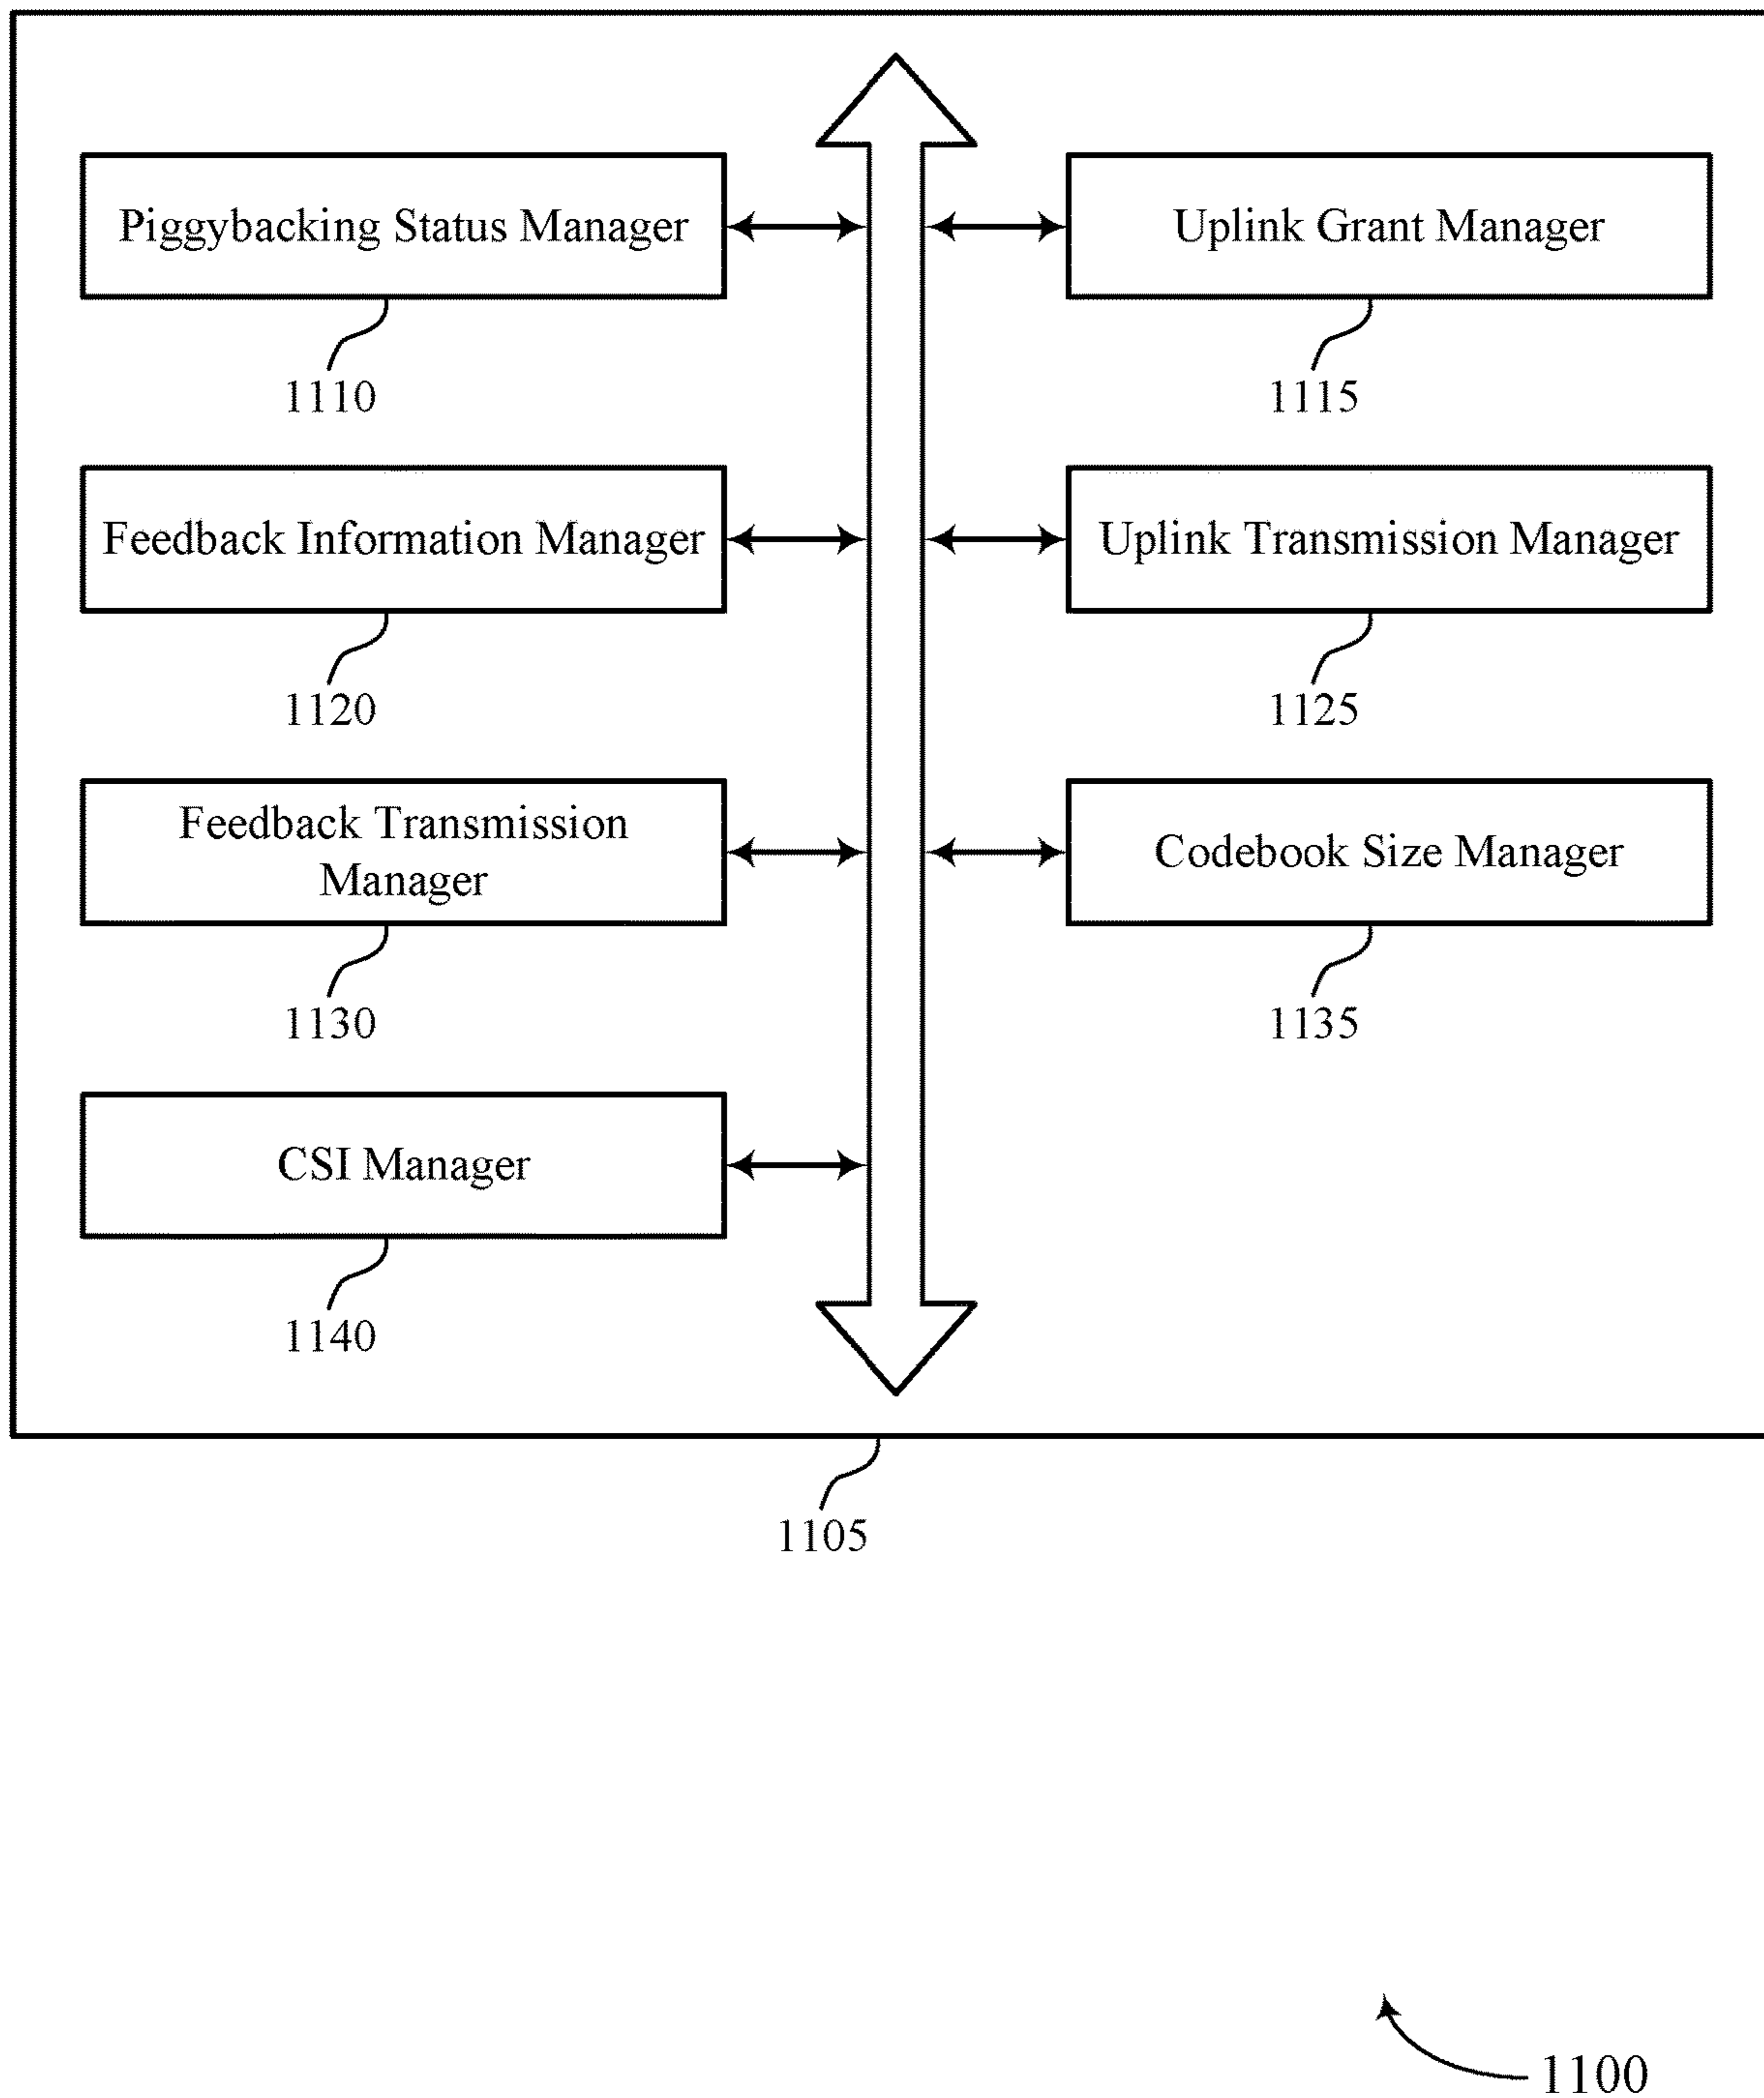 Piggybacking Status Manager
Uplink Grant Manager
1110
1115
Feedback Information Manager
Uplink Transmission Manager
1120
1125
Feedback Transmission
Manager
Codebook Size Manager
1130
1135
CSI Manager
1140
1105
1100